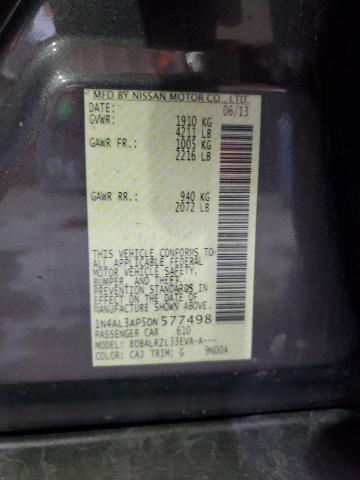 MFD BY NISSAN MOTOR CO., LTD.
DATE: 06/13
GVWR: 1910 KG
4211 LB
GAWR FR.: 1005 KG
2216 LB
GAWR RR.: 940 KG
2072 LB
THIS VEHICLE CONFORMS TO
ALL APPLICABLE FEDERAL
MOTOR VEHICLE SAFETY,
BUMPER, AND THEFT
PREVENTION STANDARDS IN
EFFECT ON THE DATE OF
MANUFACTURE SHOWN ABOVE.
1N4AL3AP5DN577498
PASSENGER CAR 610
MODEL: BDBALRZL33EVA-A---
COLOR: CAJ TRIM: G 9N00A